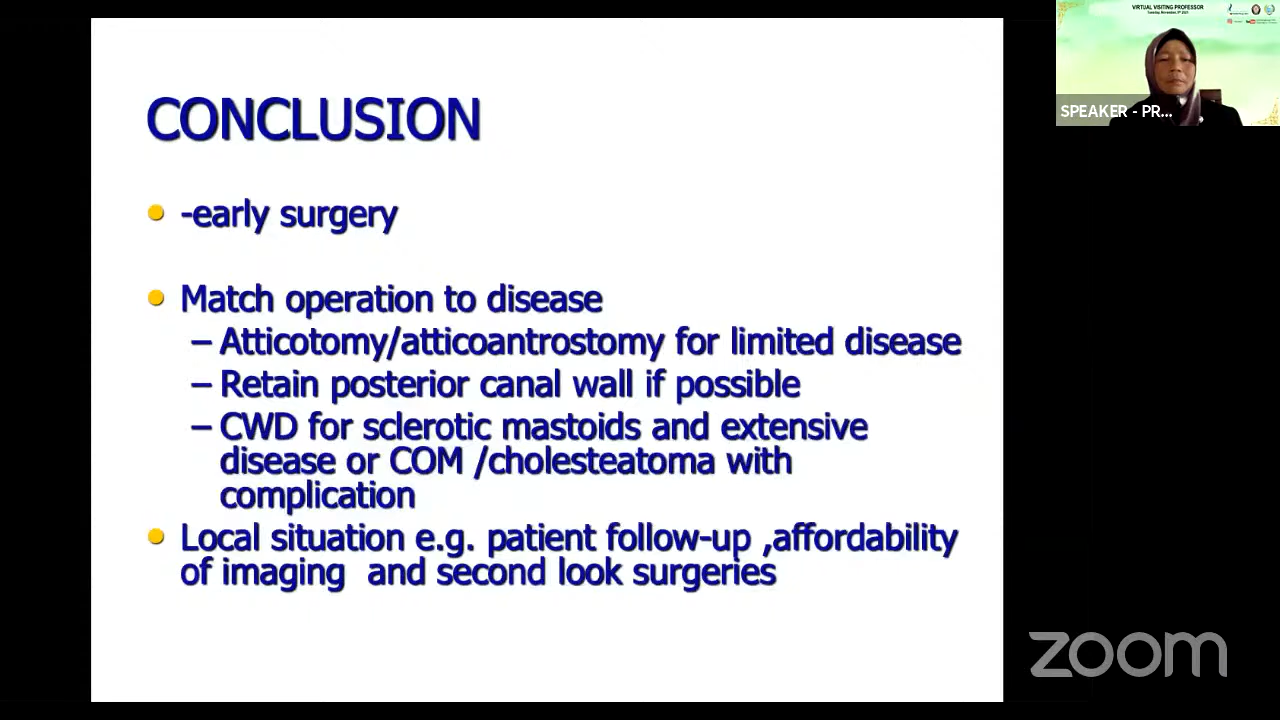 CONCLUSION
-early surgery
Match operation to disease
– Atticotomy/atticoantrostomy for limited disease
– Retain posterior canal wall if possible
– CWD for sclerotic mastoids and extensive
disease or COM /cholesteatoma with
complication
Local situation e.g. patient follow-up ,affordability
of imaging and second look surgeries
VIRTUAL VISITING PROFESSOR
SPEAKER - PR...
zoom